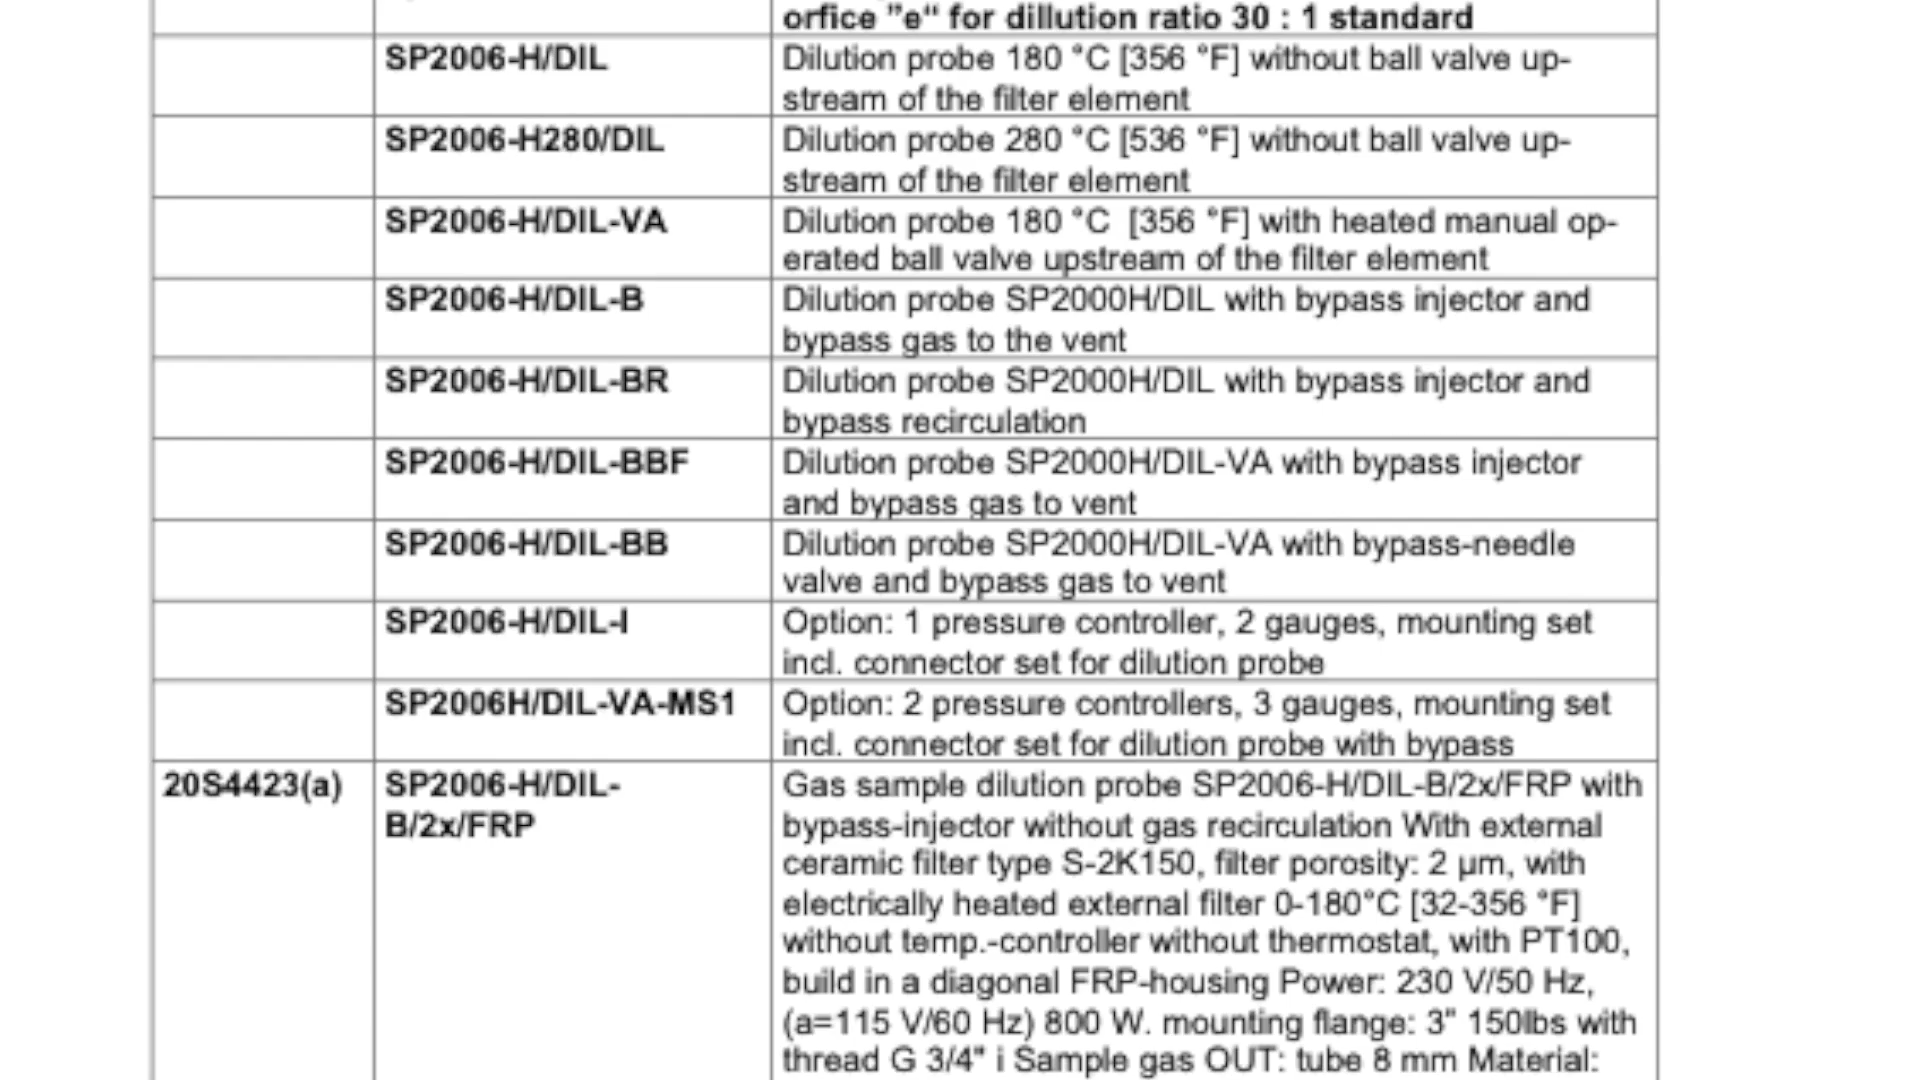 orfice ”e“ for dillution ratio 30 : 1 standard
SP2006-H/DIL
Dilution probe 180 °C [356 °F] without ball valve up-
stream of the filter element
SP2006-H280/DIL
Dilution probe 280 °C [536 °F] without ball valve up-
stream of the filter element
SP2006-H/DIL-VA
Dilution probe 180 °C [356 °F] with heated manual op-
erated ball valve upstream of the filter element
SP2006-H/DIL-B
Dilution probe SP2000H/DIL with bypass injector and
bypass gas to the vent
SP2006-H/DIL-BR
Dilution probe SP2000H/DIL with bypass injector and
bypass recirculation
SP2006-H/DIL-BBF
Dilution probe SP2000H/DIL-VA with bypass injector
and bypass gas to vent
SP2006-H/DIL-BB
Dilution probe SP2000H/DIL-VA with bypass-needle
valve and bypass gas to vent
SP2006-H/DIL-I
Option: 1 pressure controller, 2 gauges, mounting set
incl. connector set for dilution probe
SP2006H/DIL-VA-MS1
Option: 2 pressure controllers, 3 gauges, mounting set
incl. connector set for dilution probe with bypass
20S4423(a)
SP2006-H/DIL-
B/2x/FRP
Gas sample dilution probe SP2006-H/DIL-B/2x/FRP with
bypass-injector without gas recirculation With external
ceramic filter type S-2K150, filter porosity: 2 µm, with
electrically heated external filter 0-180°C [32-356 °F]
without temp.-controller without thermostat, with PT100,
build in a diagonal FRP-housing Power: 230 V/50 Hz,
(a=115 V/60 Hz) 800 W. mounting flange: 3" 150lbs with
thread G 3/4" i Sample gas OUT: tube 8 mm Material: